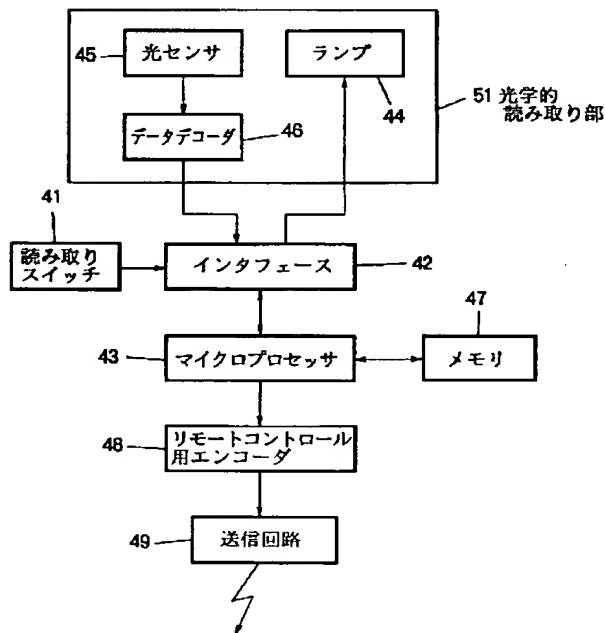 45
光センサ
ランプ
44
51 光学的
読み取り部
データデコーダ
46
41
読み取り
スイッチ
インタフェース
42
47
43
マイクロプロセッサ
メモリ
48
リモートコントロール
用エンコーダ
49
送信回路